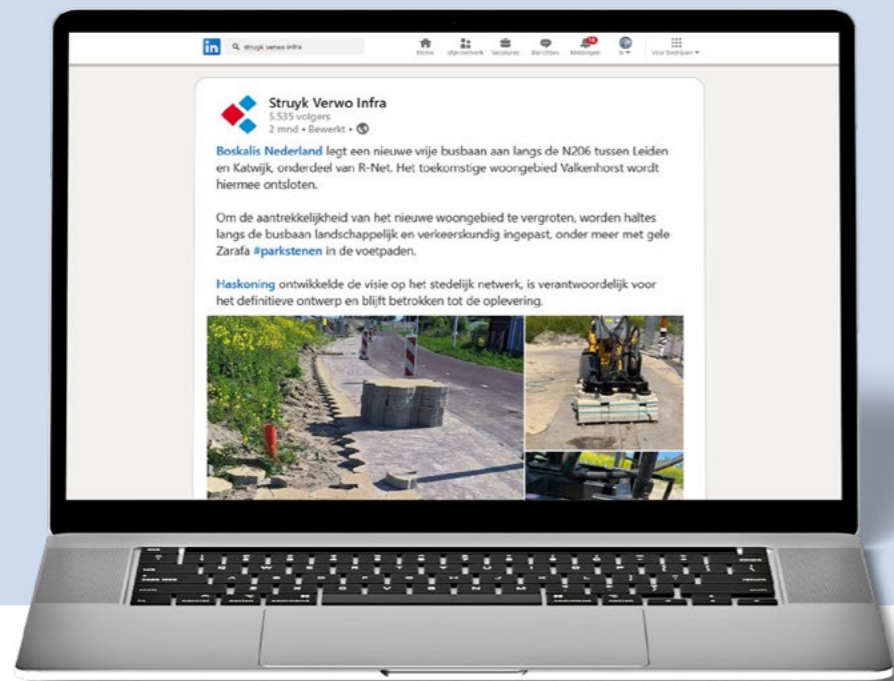 in
struyk verwo infra
Home
Mijn netwerk
Vacatures
Berichten
Meldingen
Ik
Voor bedrijven
Struyk Verwo Infra
5.535 volgers
2 mnd • Bewerkt •
Boskalis Nederland legt een nieuwe vrije busbaan aan langs de N206 tussen Leiden
en Katwijk, onderdeel van R-Net. Het toekomstige woongebied Valkenhorst wordt
hiermee ontsloten.
Om de aantrekkelijkheid van het nieuwe woongebied te vergroten, worden haltes
langs de busbaan landschappelijk en verkeerskundig ingepast, onder meer met gele
Zarafa #parkstenen in de voetpaden.
Haskoning ontwikkelde de visie op het stedelijk netwerk, is verantwoordelijk voor
het definitieve ontwerp en blijft betrokken tot de oplevering.